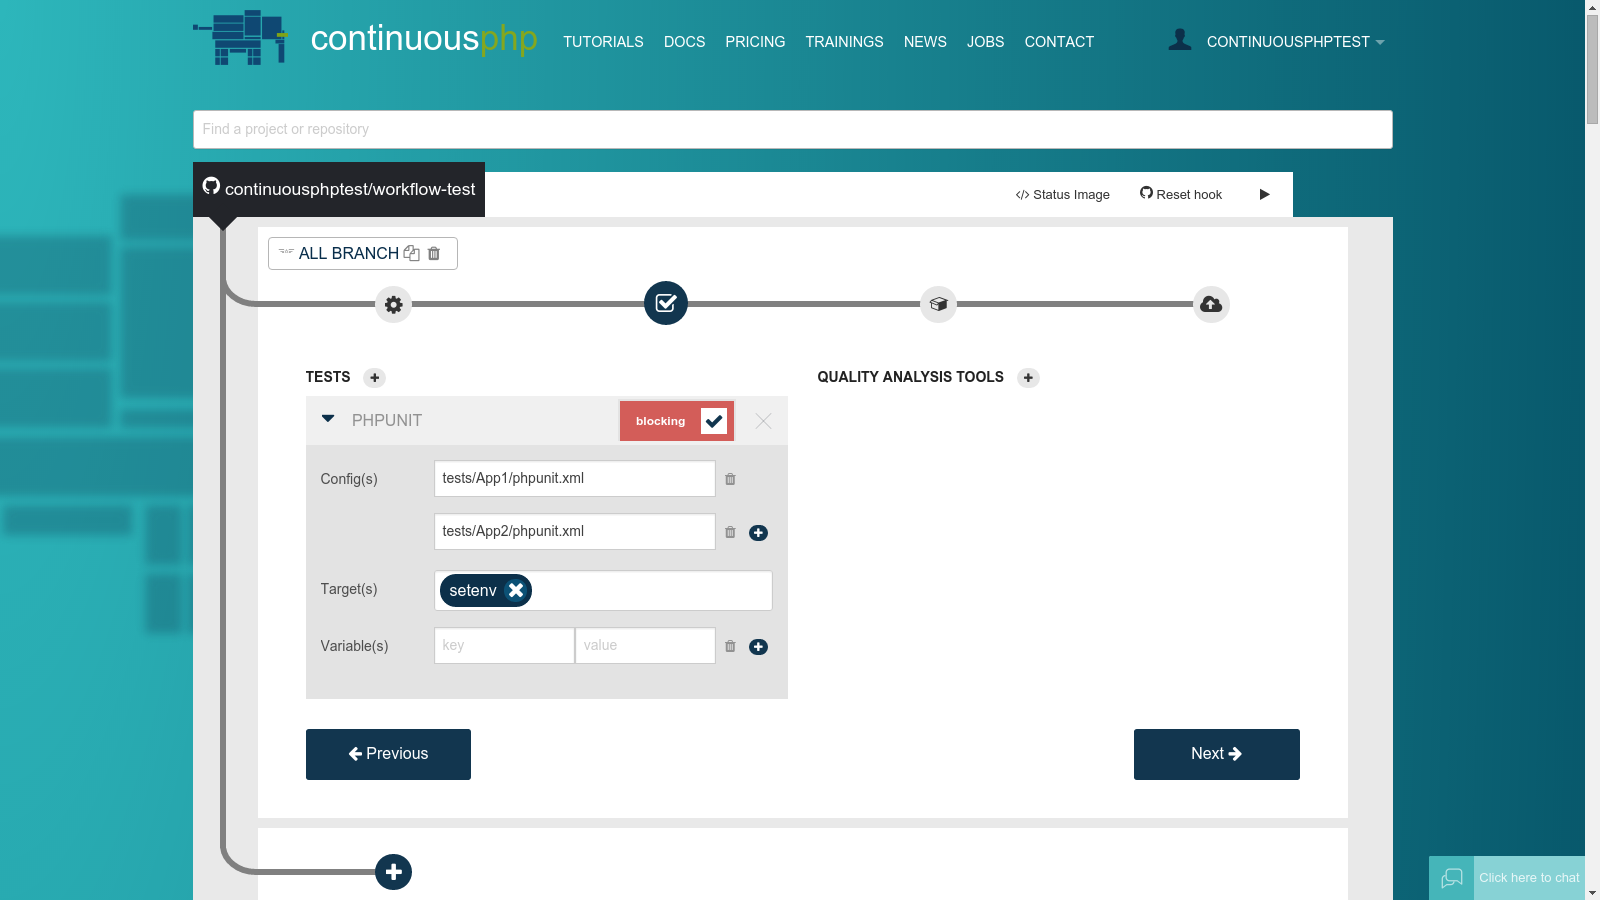 continuousphp
TUTORIALS DOCS PRICING TRAININGS NEWS JOBS CONTACT CONTINUOUSPHPTEST
Find a project or repository
continuousphptest/workflow-test
</> Status Image Reset hook
ALL BRANCH
TESTS
QUALITY ANALYSIS TOOLS
PHPUNIT blocking
Config(s) tests/App1/phpunit.xml
tests/App2/phpunit.xml
Target(s) setenv
Variable(s) key value
Previous
Next
Click here to chat